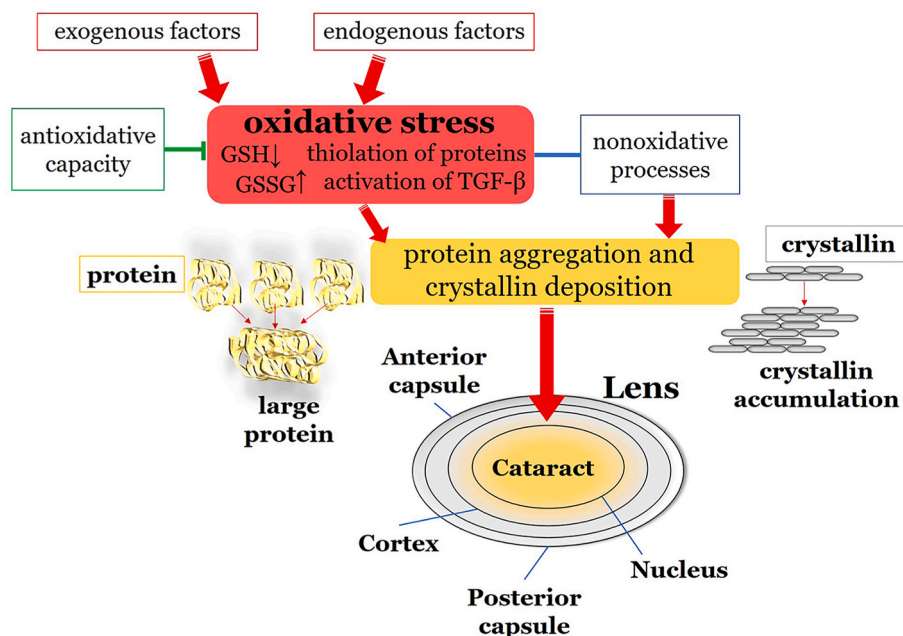 exogenous factors
endogenous factors
antioxidative
capacity
oxidative stress
GSH↓ thiolation of proteins
GSSG↑ activation of TGF-β
nonoxidative
processes
protein
protein aggregation and
crystallin deposition
crystallin
large
protein
crystallin
accumulation
Anterior
capsule
Lens
Cataract
Cortex
Nucleus
Posterior
capsule